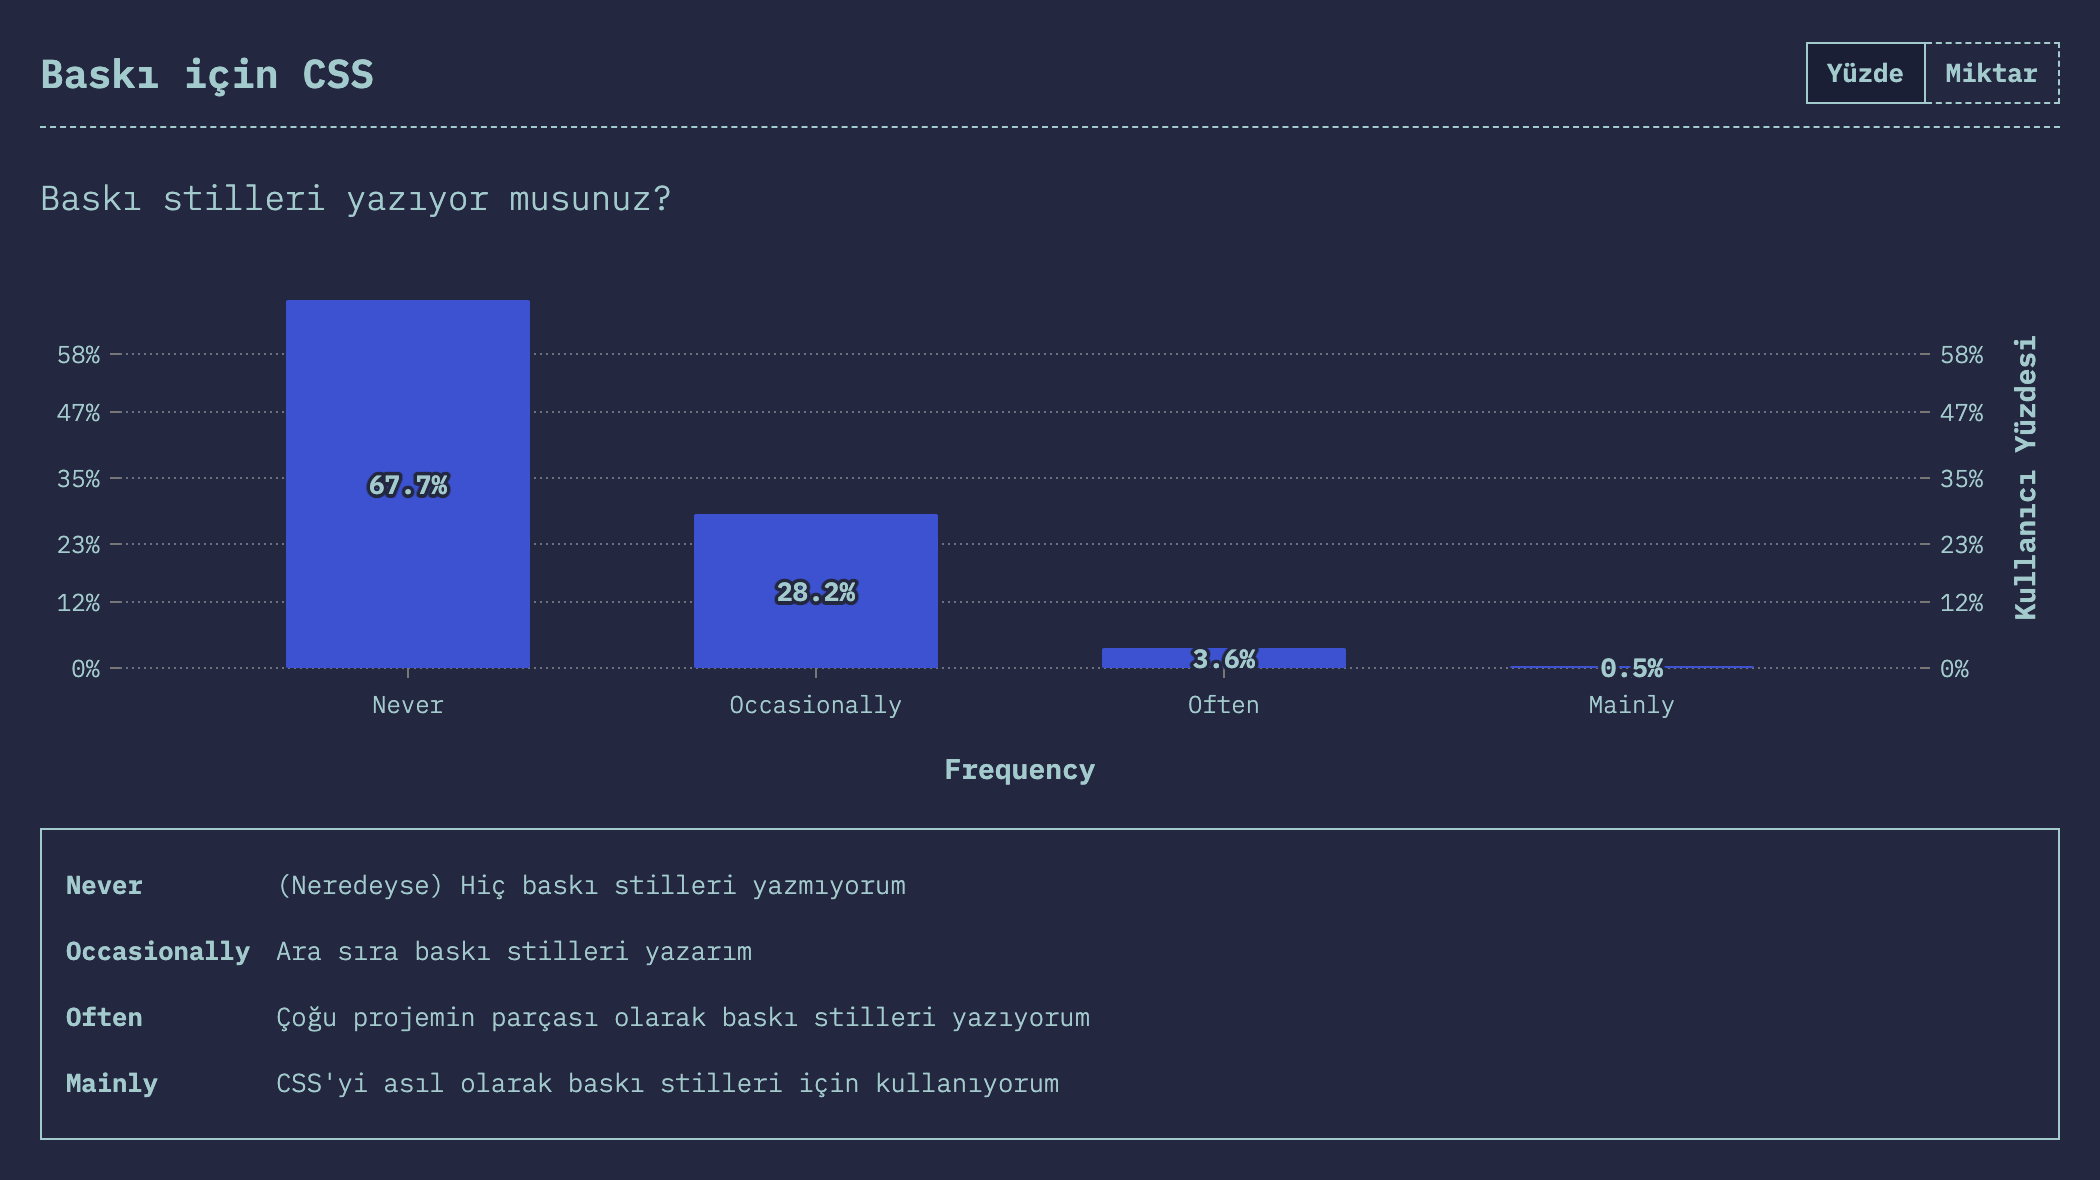 Baskı için CSS
Yüzde Miktar
Baskı stilleri yazıyor musunuz?
58% 58%
47% 47%
35% 35%
23% 23%
12% 12%
0% 0%
67.7%
28.2%
3.6%
0.5%
Kullanıcı Yüzdesi
Never Occasionally Often Mainly
Frequency
Never (Neredeyse) Hiç baskı stilleri yazmıyorum
Occasionally Ara sıra baskı stilleri yazarım
Often Çoğu projemin parçası olarak baskı stilleri yazıyorum
Mainly CSS'yi asıl olarak baskı stilleri için kullanıyorum